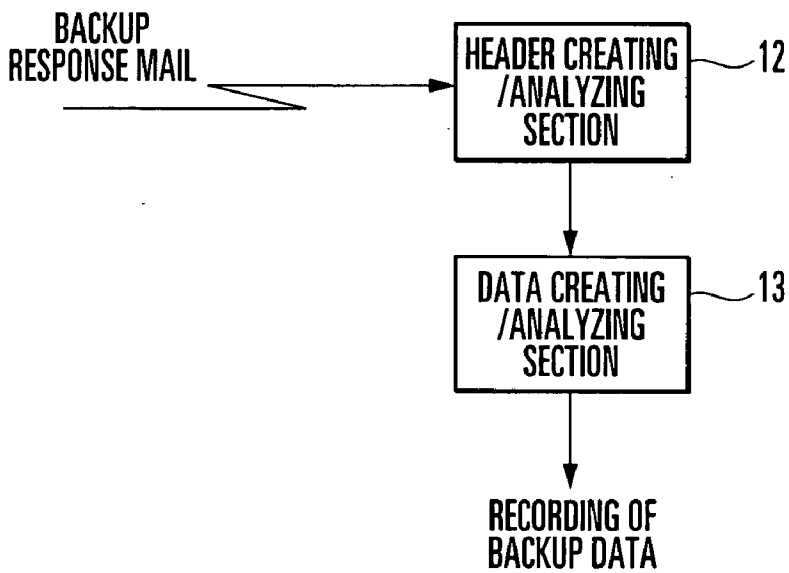 BACKUP
RESPONSE MAIL
HEADER CREATING
/ANALYZING
SECTION
12
DATA CREATING
/ANALYZING
SECTION
13
RECORDING OF
BACKUP DATA